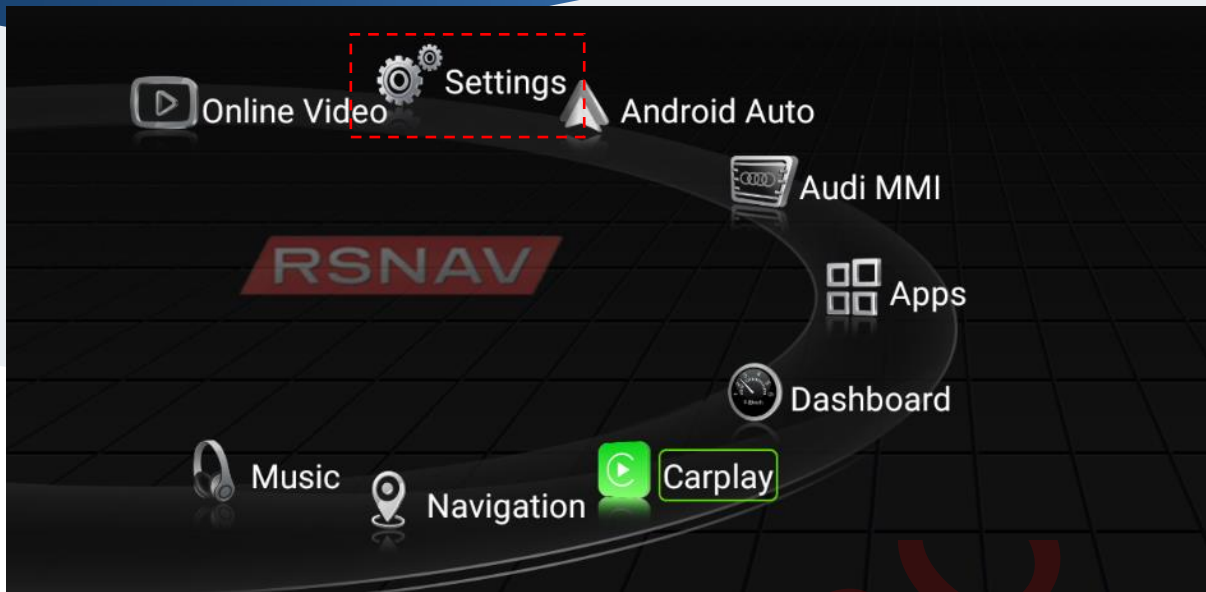 Settings
Online Video
Android Auto
Audi MMI
RSNAV
Apps
Dashboard
Music
Carplay
Navigation